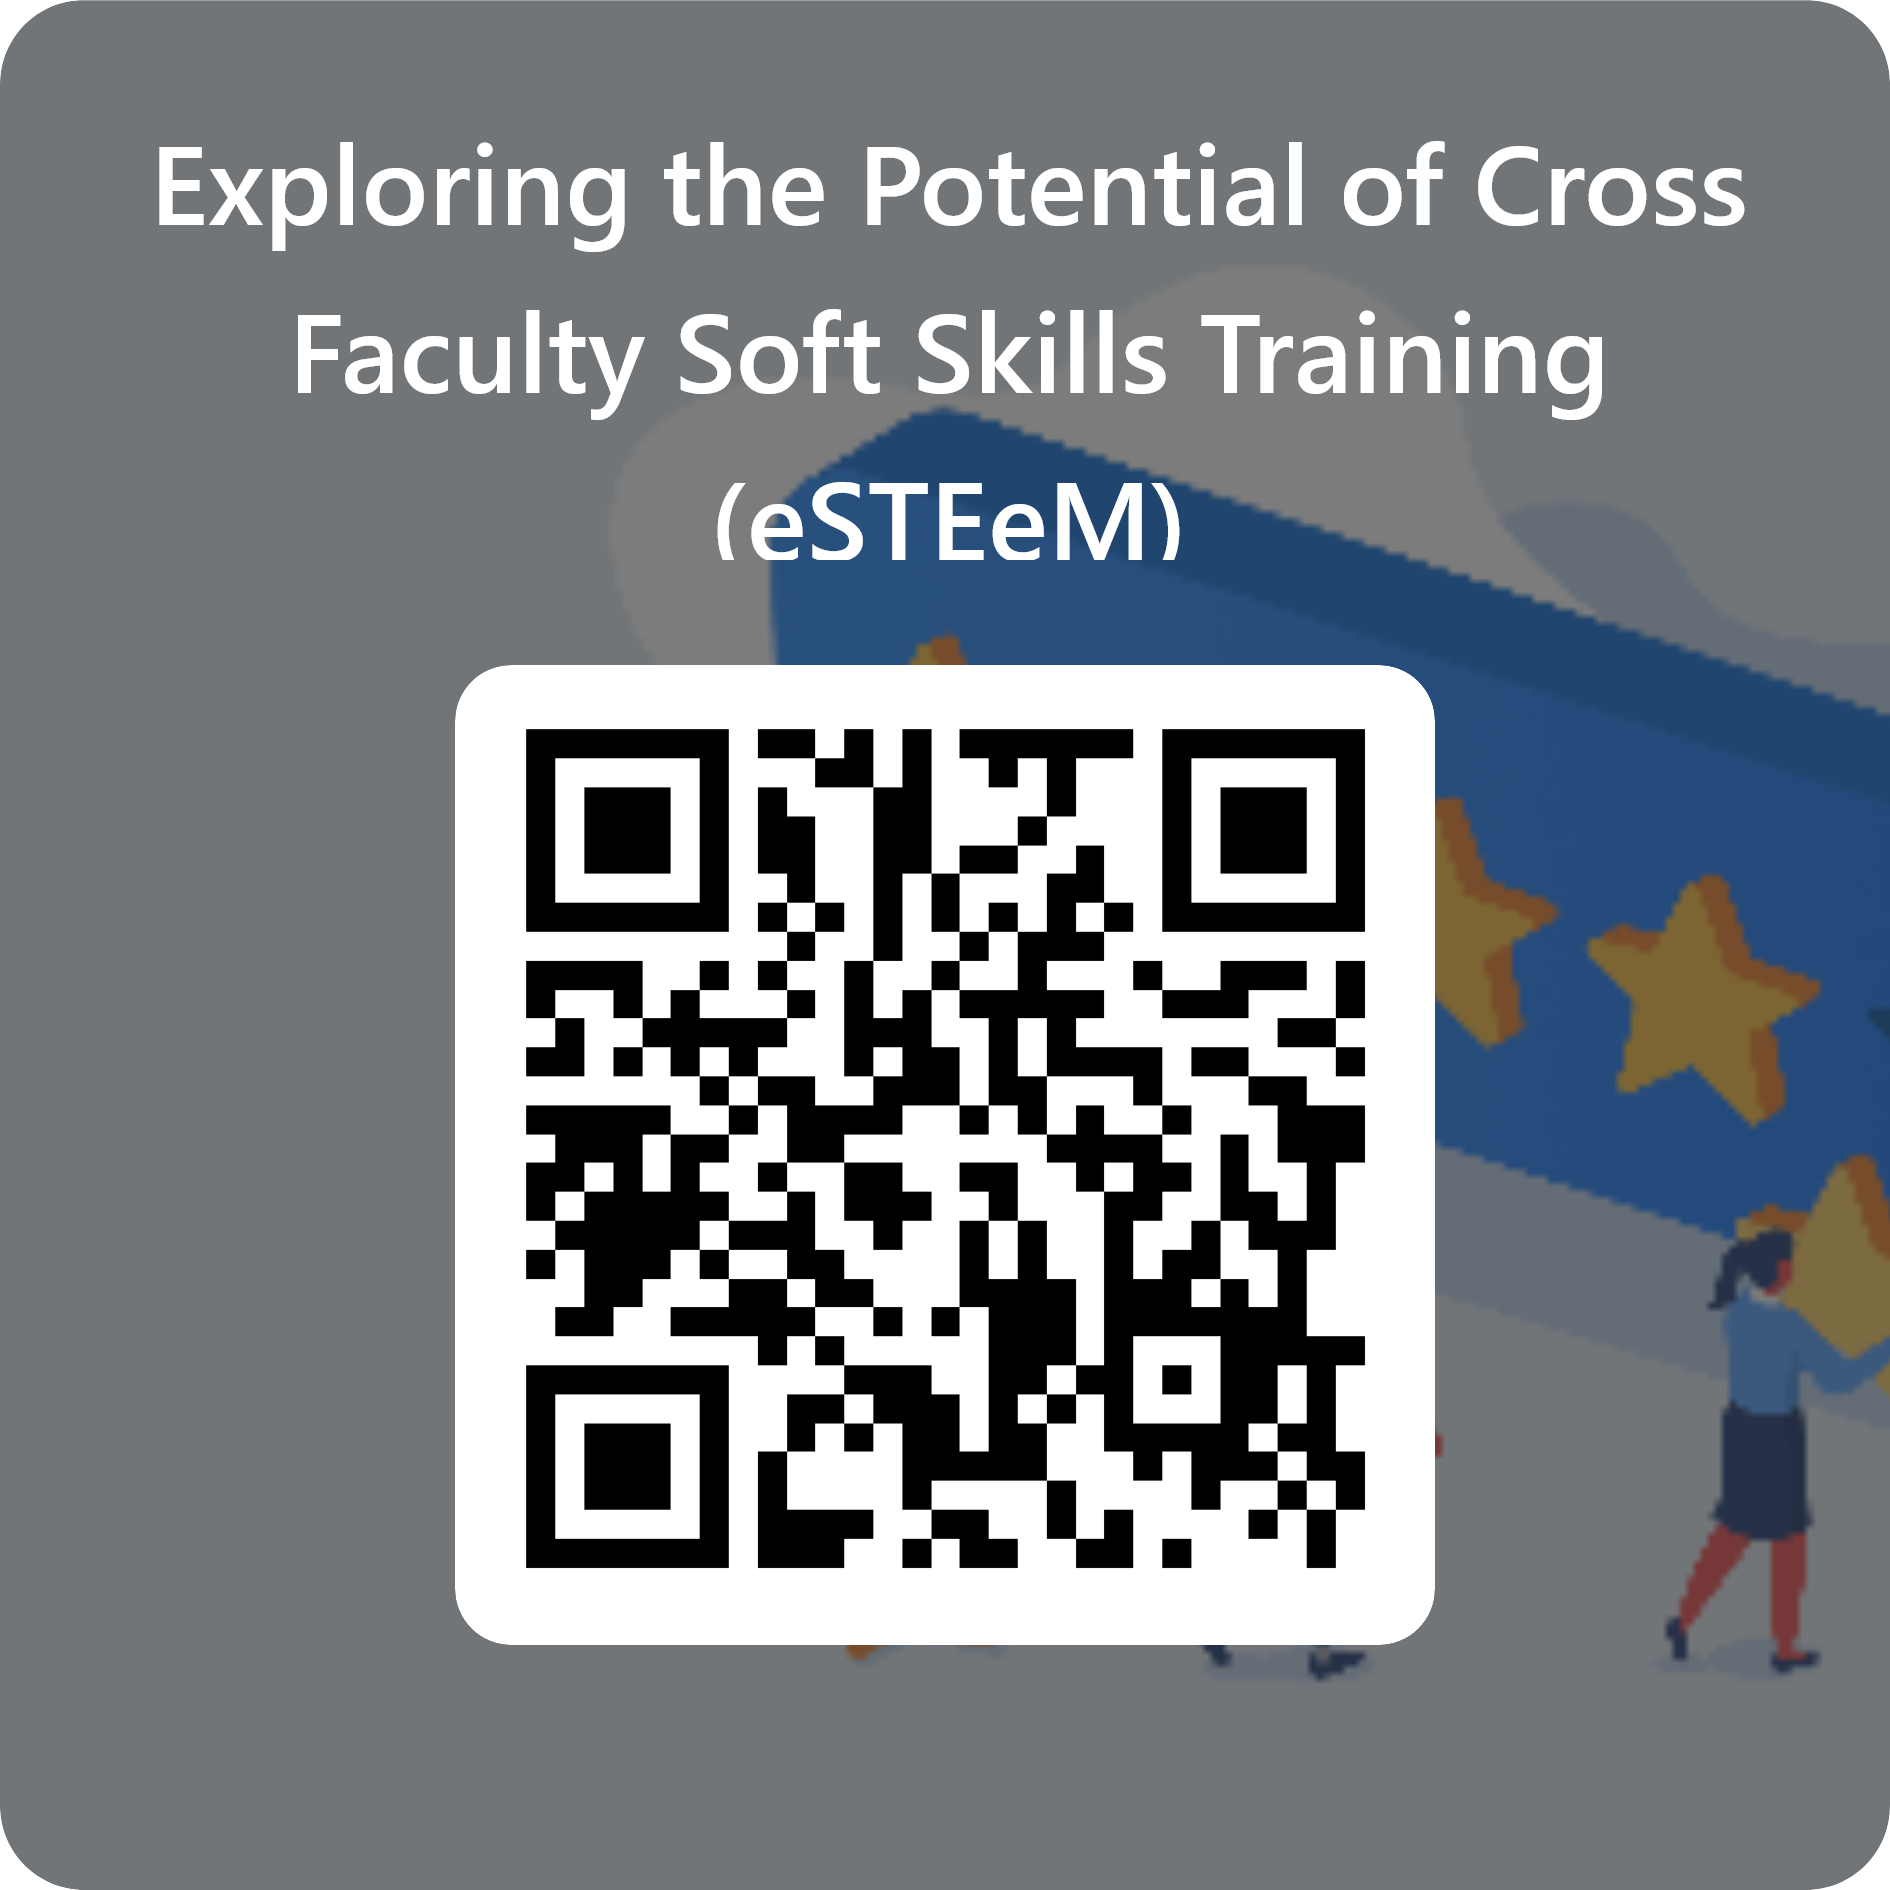 Exploring the Potential of Cross
Faculty Soft Skills Training
(eSTEeM)